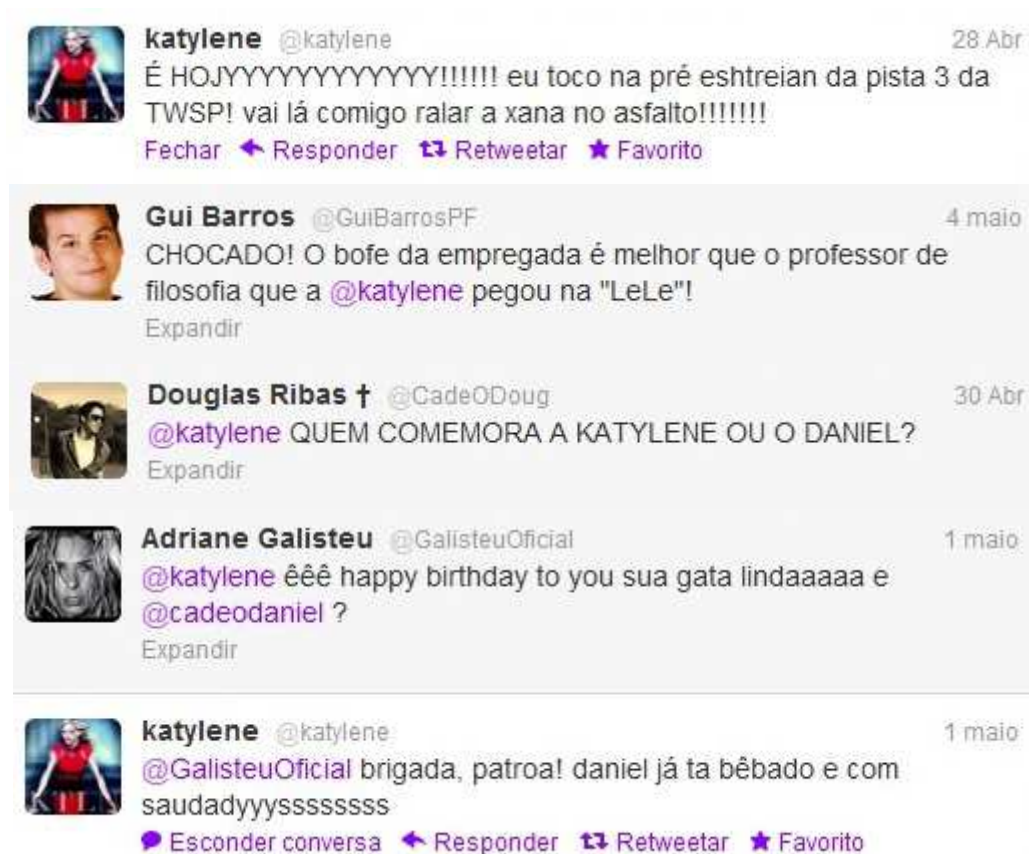 katylene @katylene 28 Abr
É HOJYYYYYYYYYYYY!!!!!! eu toco na pré eshtreian da pista 3 da
TWSP! vai lá comigo ralar a xana no asfalto!!!!!!!
Fechar Responder Retweetar Favorito
Gui Barros @GuiBarrosPF 4 maio
CHOCADO! O bofe da empregada é melhor que o professor de
filosofia que a @katylene pegou na "LeLe"!
Expandir
Douglas Ribas † @CadeODoug 30 Abr
@katylene QUEM COMEMORA A KATYLENE OU O DANIEL?
Expandir
Adriane Galisteu @GalisteuOficial 1 maio
@katylene êêê happy birthday to you sua gata lindaaaaa e
@cadeodaniel ?
Expandir
katylene @katylene 1 maio
@GalisteuOficial brigada, patroa! daniel já ta bêbado e com
saudadyyyssssssss
Esconder conversa Responder Retweetar Favorito